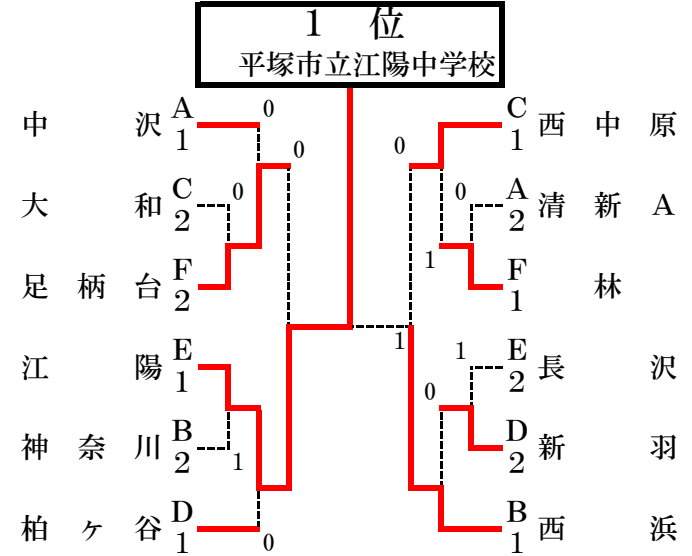 1 位
平塚市立江陽中学校
中 沢 A 1
0
0
大 和 C 2
0
足 柄 台 F 2
江 陽 E 1
神 奈 川 B 2
1
柏 ヶ 谷 D 1
0
C 1 西 中 原
0
A 2 清 新 A
0
F 1 林
1
1
E 2 長 沢
1
0
D 2 新 羽
B 1 西 浜